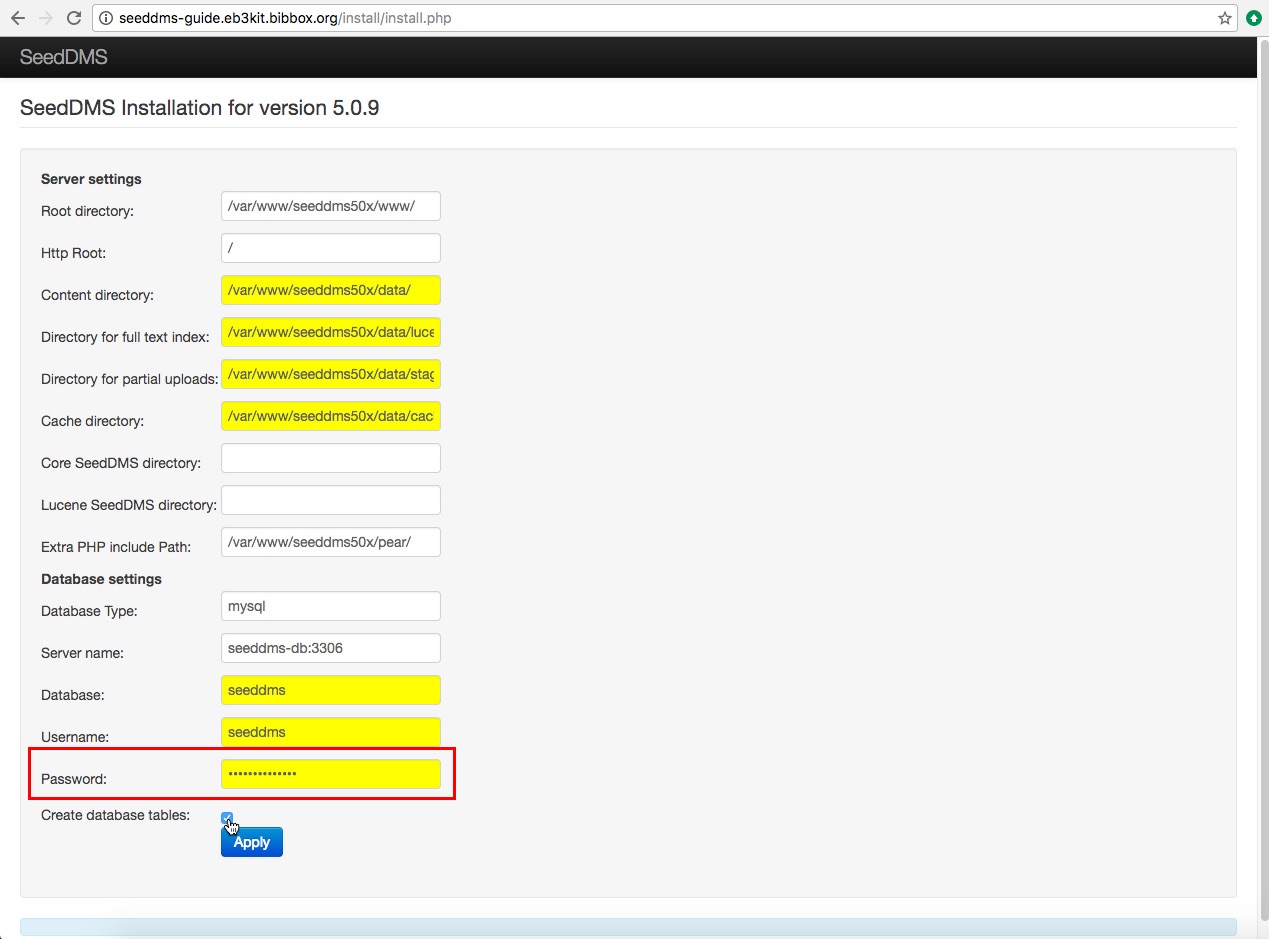 seeddms-guide.eb3kit.bibbox.org/install/install.php
SeedDMS
SeedDMS Installation for version 5.0.9
Server settings
Root directory: /var/www/seeddms50x/www/
Http Root: /
Content directory: /var/www/seeddms50x/data/
Directory for full text index: /var/www/seeddms50x/data/luce
Directory for partial uploads: /var/www/seeddms50x/data/stag
Cache directory: /var/www/seeddms50x/data/cac
Core SeedDMS directory:
Lucene SeedDMS directory:
Extra PHP include Path: /var/www/seeddms50x/pear/
Database settings
Database Type: mysql
Server name: seeddms-db:3306
Database: seeddms
Username: seeddms
Password: ••••••••••••••
Create database tables:
Apply